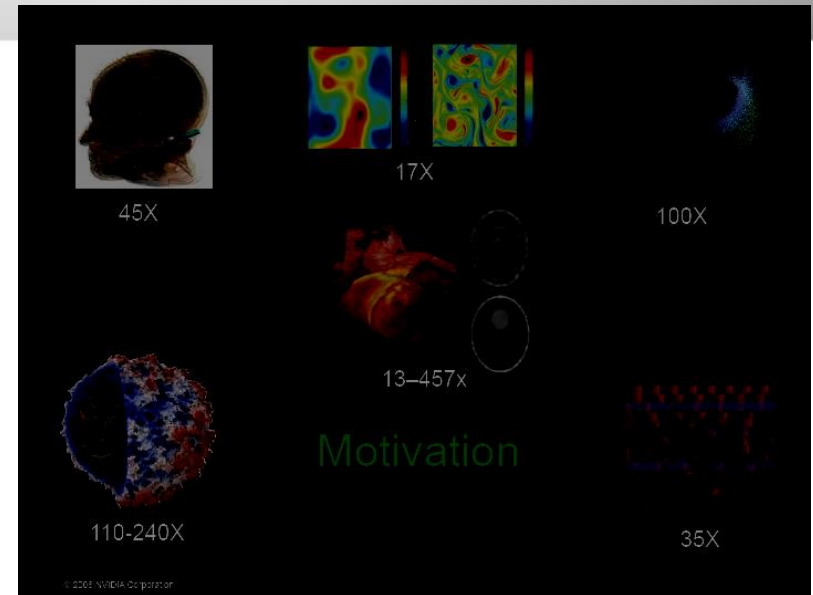 17X
45X
100X
13–457x
Motivation
110-240X
35X
© 2008 NVIDIA Corporation